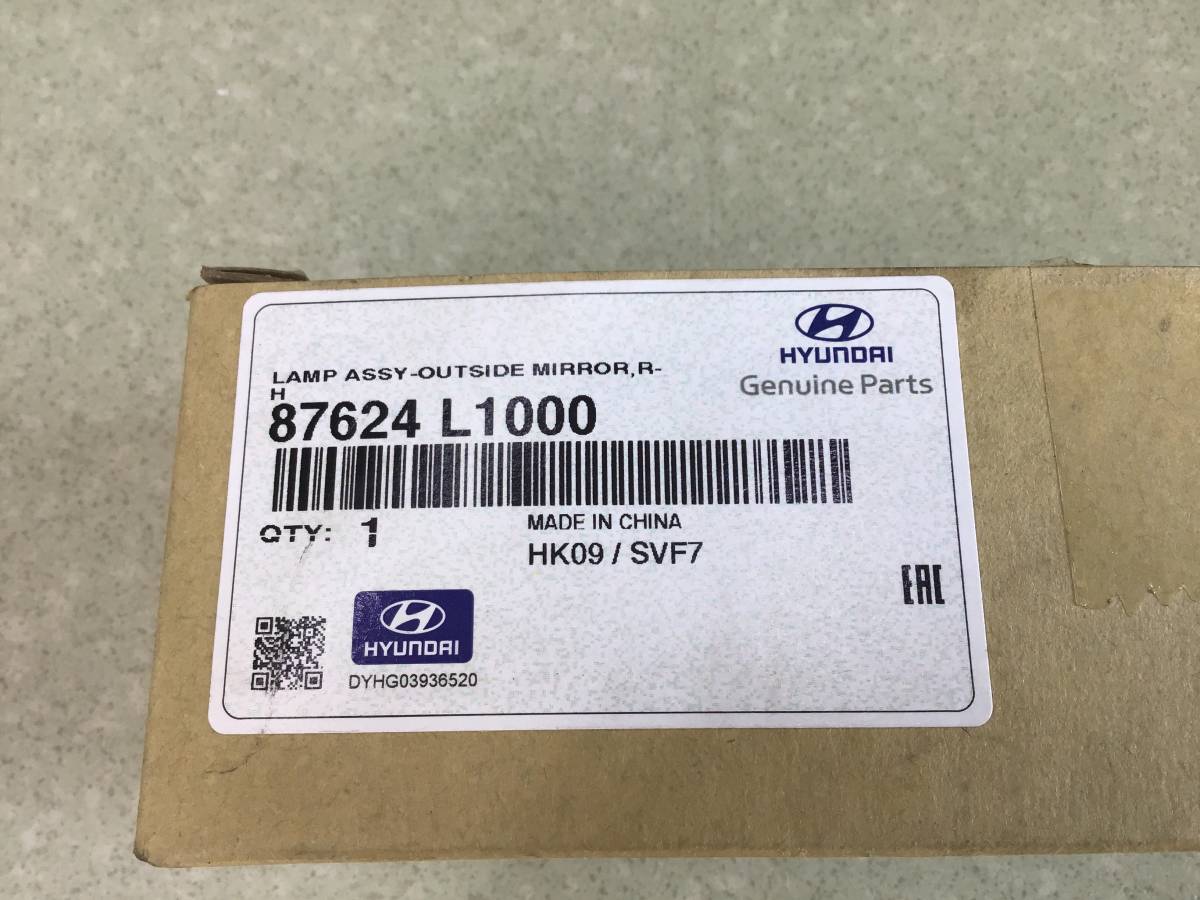 HYUNDAI
Genuine Parts
LAMP ASSY-OUTSIDE MIRROR,R-
H
87624 L1000
QTY: 1
MADE IN CHINA
HK09 / SVF7
EAC
HYUNDAI
DYHG03936520